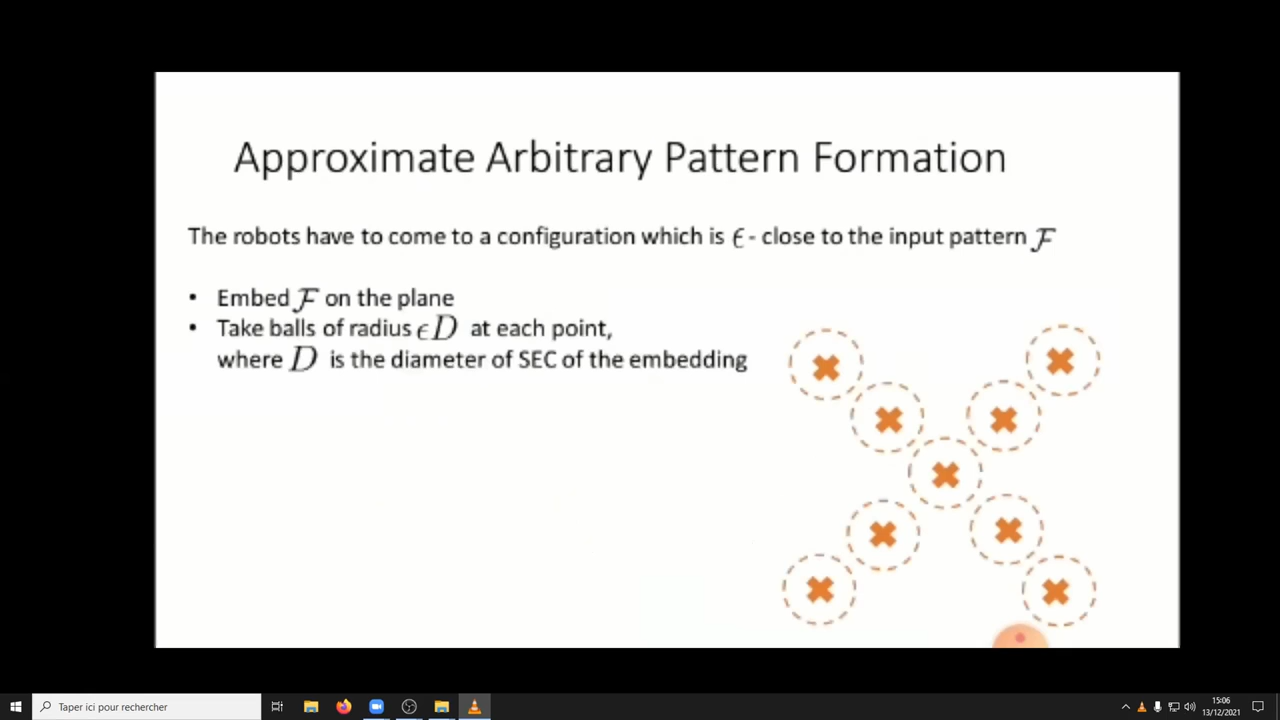 Approximate Arbitrary Pattern Formation
The robots have to come to a configuration which is ϵ - close to the input pattern ℱ
• Embed ℱ on the plane
• Take balls of radius ϵD at each point,
where D is the diameter of SEC of the embedding
Taper ici pour rechercher
15:06
13/12/2021